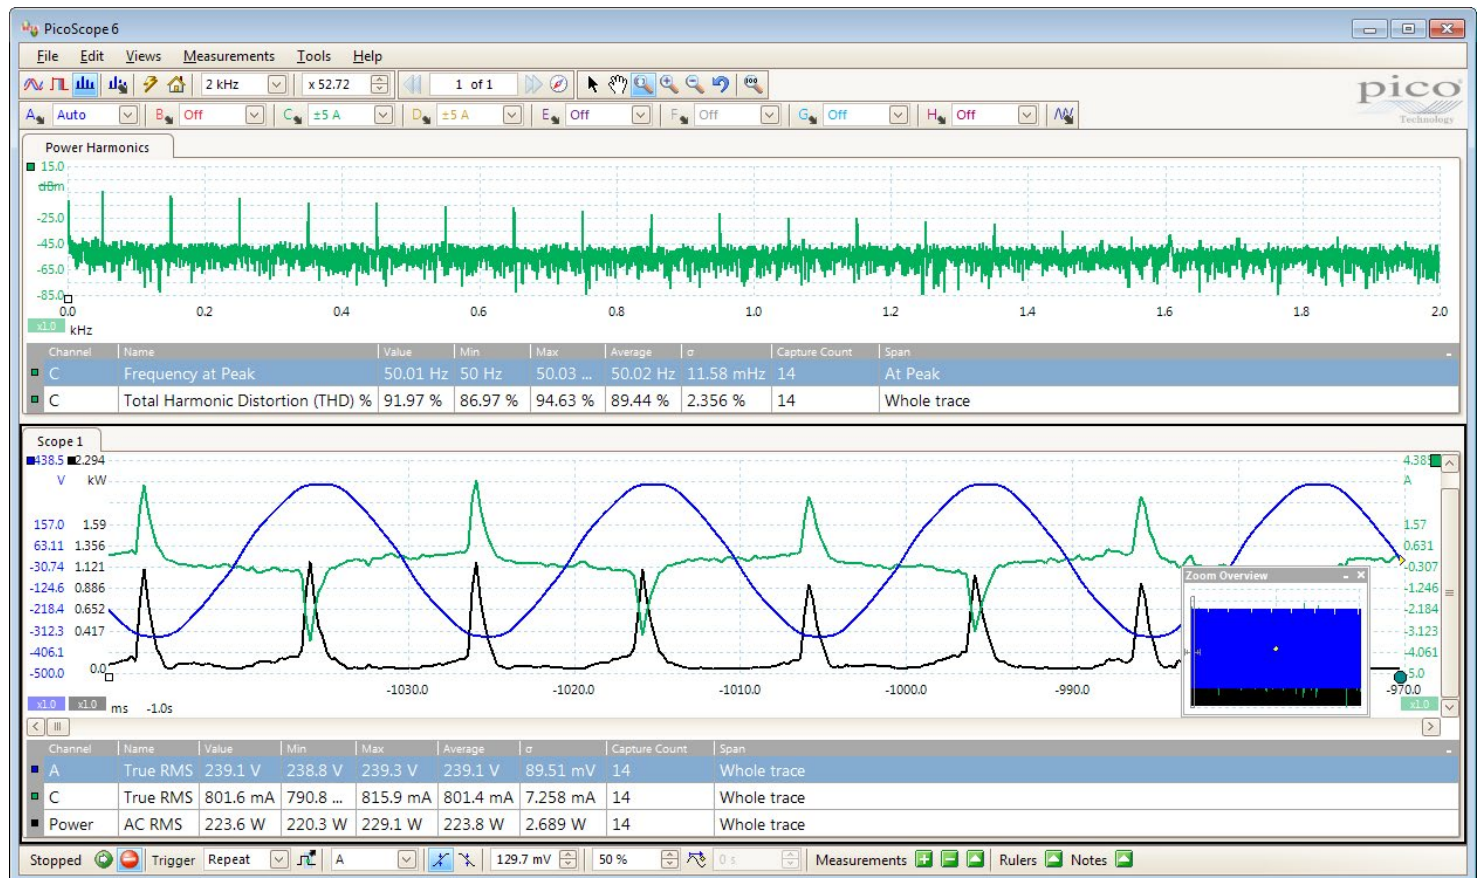 PicoScope 6
File Edit Views Measurements Tools Help
2 kHz x 52.72 1 of 1
pico
Technology
A Auto B Off C ±5 A D ±5 A E Off F Off G Off H Off
Power Harmonics
15.0
dBm
-25.0
-45.0
-65.0
-85.0
0.0 0.2 0.4 0.6 0.8 1.0 1.2 1.4 1.6 1.8 2.0
x1.0 kHz
Channel Name Value Min Max Average σ Capture Count Span
C Frequency at Peak 50.01 Hz 50 Hz 50.03 ... 50.02 Hz 11.58 mHz 14 At Peak
C Total Harmonic Distortion (THD) % 91.97 % 86.97 % 94.63 % 89.44 % 2.356 % 14 Whole trace
Scope 1
438.5 2.294 4.385
V kW A
157.0 1.59 1.57
63.11 1.356 0.631
-30.74 1.121 -0.307
-124.6 0.886 -1.246
-218.4 0.652 -2.184
-312.3 0.417 -3.123
-406.1 -4.061
-500.0 0.0 -5.0
Zoom Overview
-1030.0 -1020.0 -1010.0 -1000.0 -990.0 -970.0
x1.0 x1.0 ms -1.0s x1.0
Channel Name Value Min Max Average σ Capture Count Span
A True RMS 239.1 V 238.8 V 239.3 V 239.1 V 89.51 mV 14 Whole trace
C True RMS 801.6 mA 790.8 ... 815.9 mA 801.4 mA 7.258 mA 14 Whole trace
Power AC RMS 223.6 W 220.3 W 229.1 W 223.8 W 2.689 W 14 Whole trace
Stopped Trigger Repeat A 129.7 mV 50 % 0 s Measurements Rulers Notes